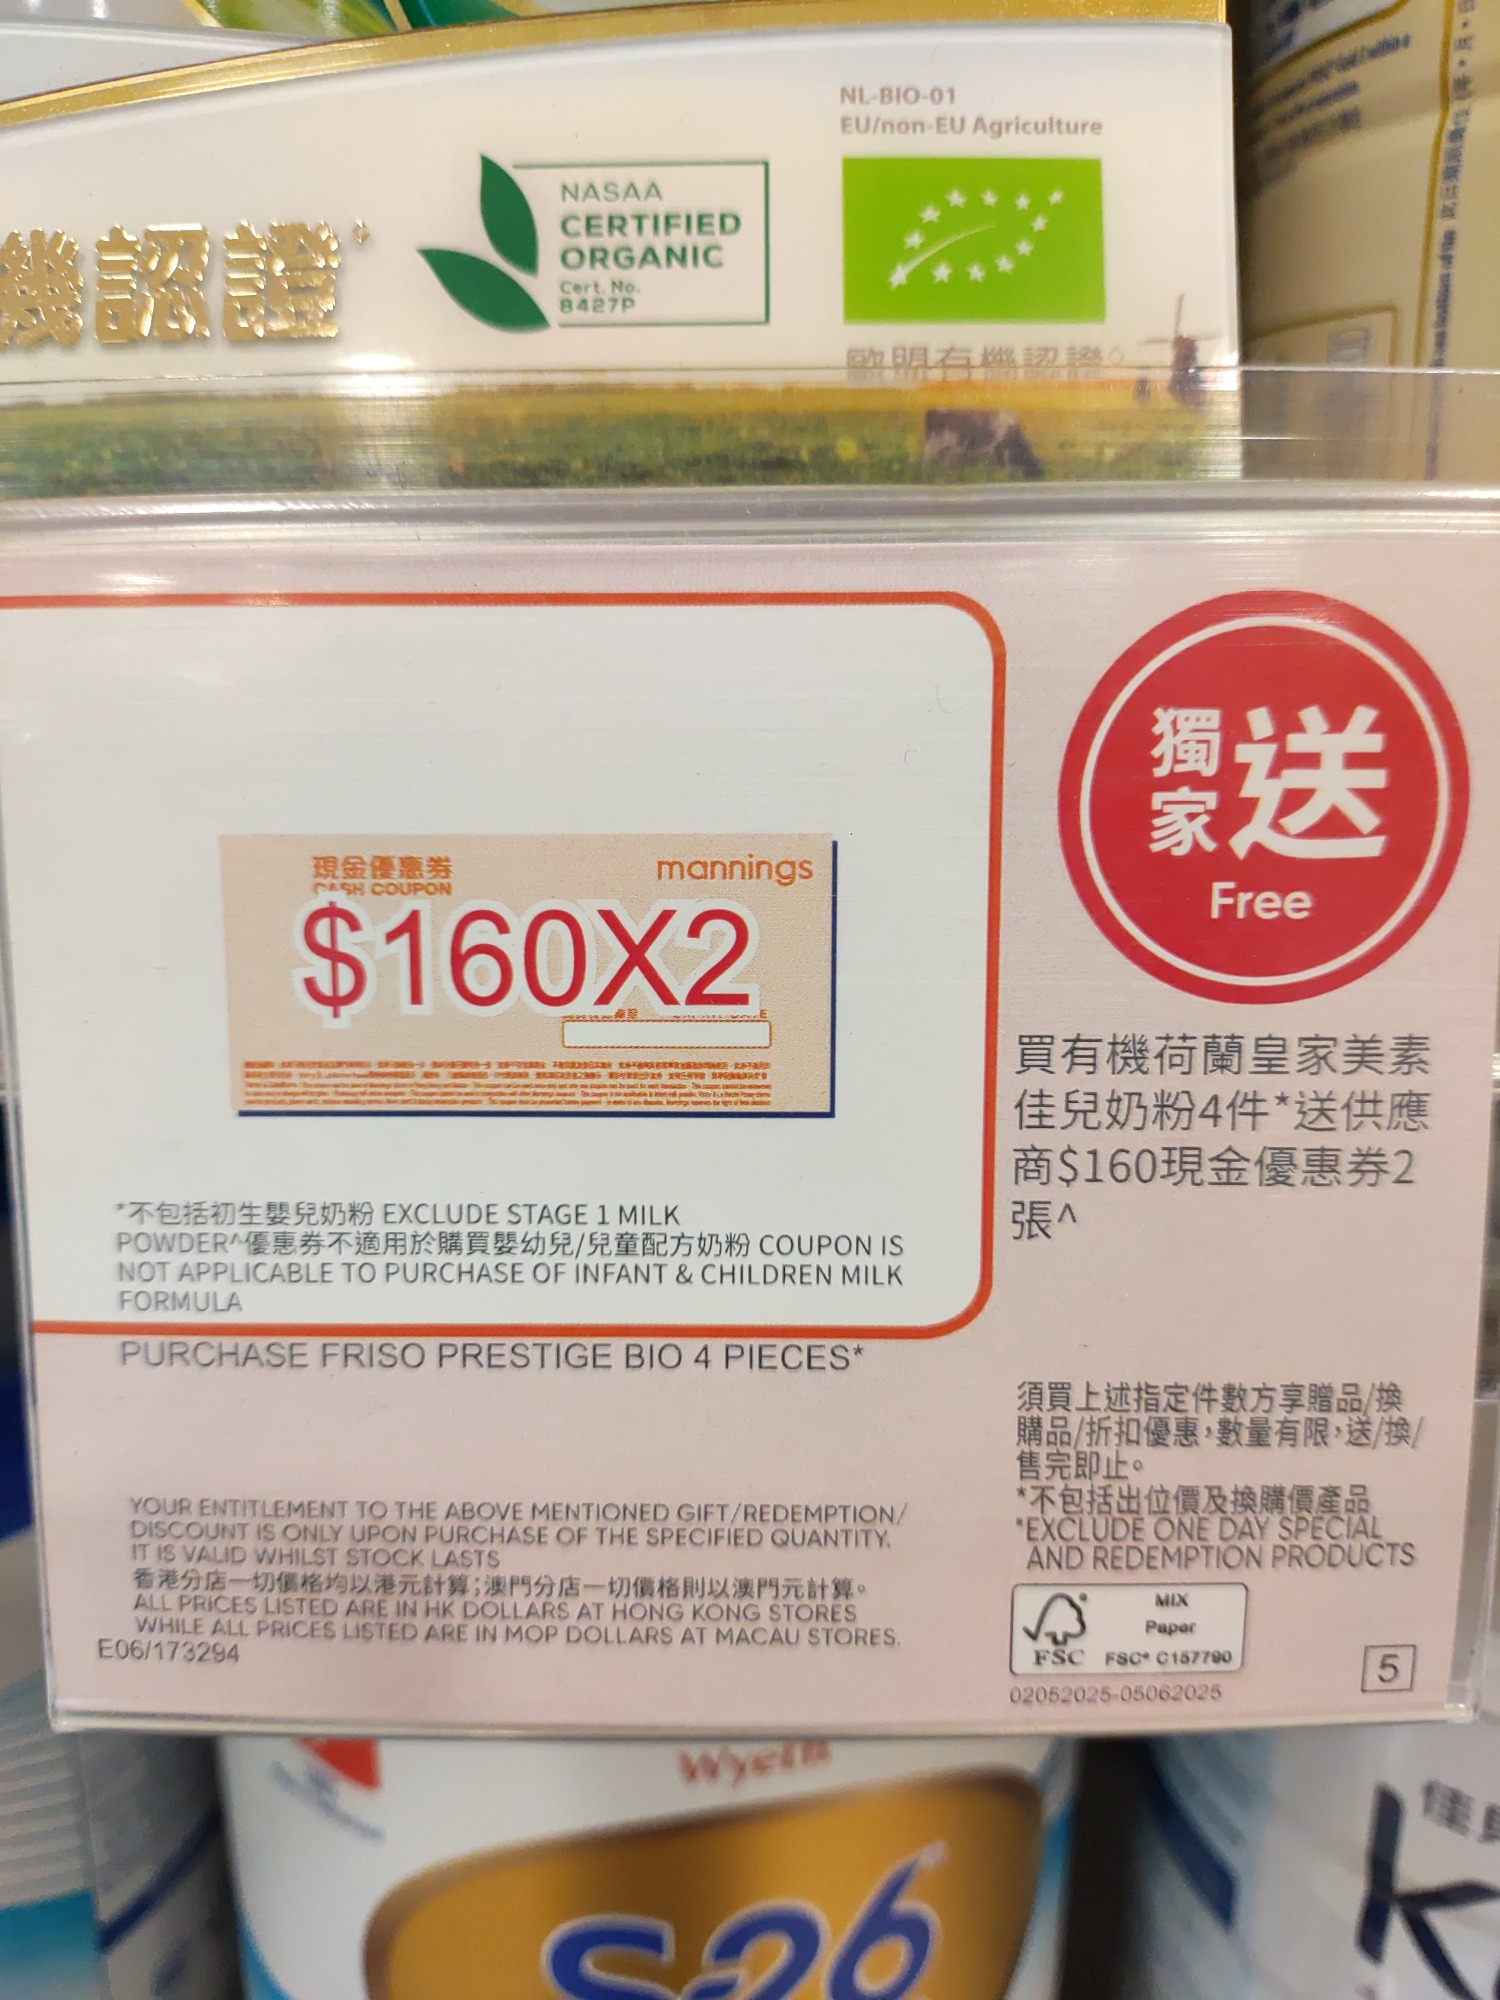 NL-BIO-01
EU/non-EU Agriculture
NASAA
CERTIFIED
ORGANIC
Cert. No.
8427P
機認證◊
歐盟有機認證◊
獨家送
Free
現金優惠券
CASH COUPON
mannings
$160X2
買有機荷蘭皇家美素
佳兒奶粉4件*送供應
商$160現金優惠券2
張^
*不包括初生嬰兒奶粉 EXCLUDE STAGE 1 MILK
POWDER^優惠券不適用於購買嬰幼兒/兒童配方奶粉 COUPON IS
NOT APPLICABLE TO PURCHASE OF INFANT & CHILDREN MILK
FORMULA
PURCHASE FRISO PRESTIGE BIO 4 PIECES*
須買上述指定件數方享贈品/換
購品/折扣優惠，數量有限，送/換/
售完即止。
*不包括出位價及換購價產品
*EXCLUDE ONE DAY SPECIAL
AND REDEMPTION PRODUCTS
YOUR ENTITLEMENT TO THE ABOVE MENTIONED GIFT/REDEMPTION/
DISCOUNT IS ONLY UPON PURCHASE OF THE SPECIFIED QUANTITY.
IT IS VALID WHILST STOCK LASTS
香港分店一切價格均以港元計算；澳門分店一切價格則以澳門元計算。
ALL PRICES LISTED ARE IN HK DOLLARS AT HONG KONG STORES
WHILE ALL PRICES LISTED ARE IN MOP DOLLARS AT MACAU STORES.
E06/173294
MIX
Paper
FSC
FSC® C157790
02052025-05062025
5
Wyeth
S-26